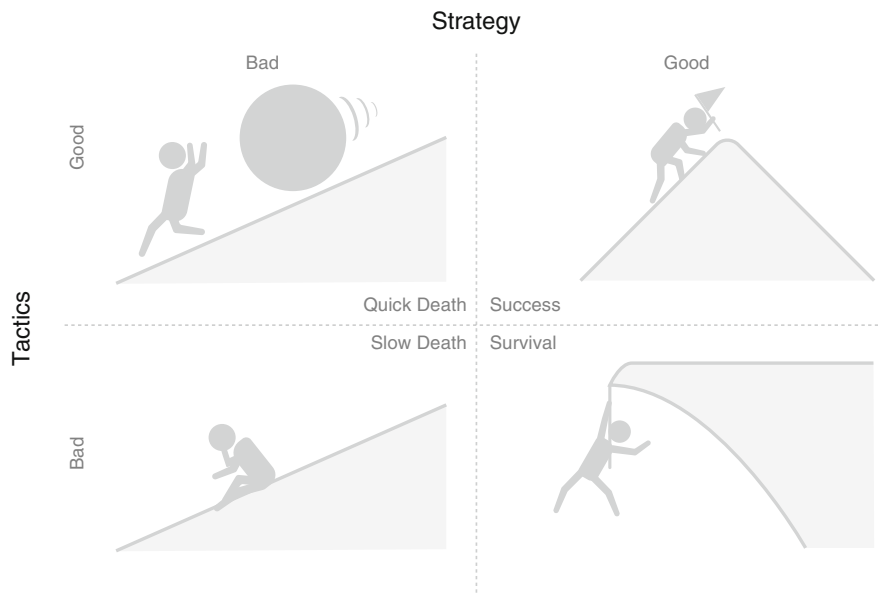 Strategy
Bad
Good
Good
Quick Death
Success
Tactics
Slow Death
Survival
Bad